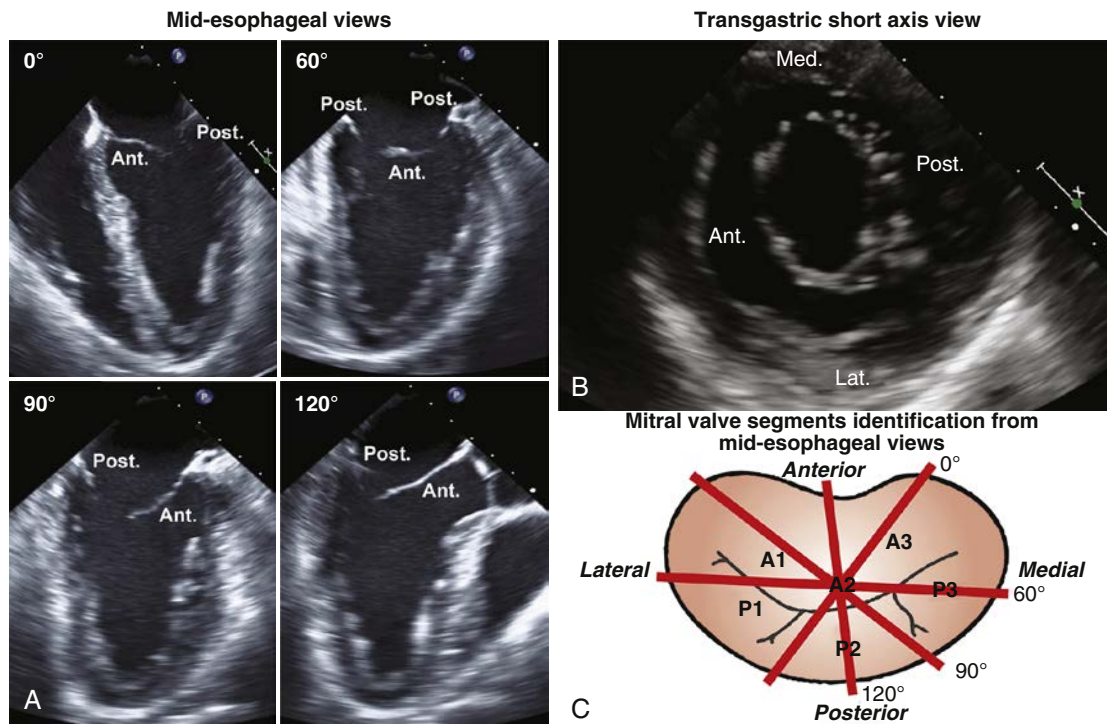 Mid-esophageal views
Transgastric short axis view
0°
P
Post.
Ant.
60°
P
Post.
Post.
Ant.
Med.
Post.
Ant.
Lat.
X
B
90°
P
Post.
Ant.
A
120°
P
Post.
Ant.
Mitral valve segments identification from
mid-esophageal views
Anterior
0°
A1
A3
Lateral
A2
P3
Medial
60°
P1
P2
90°
120°
Posterior
C